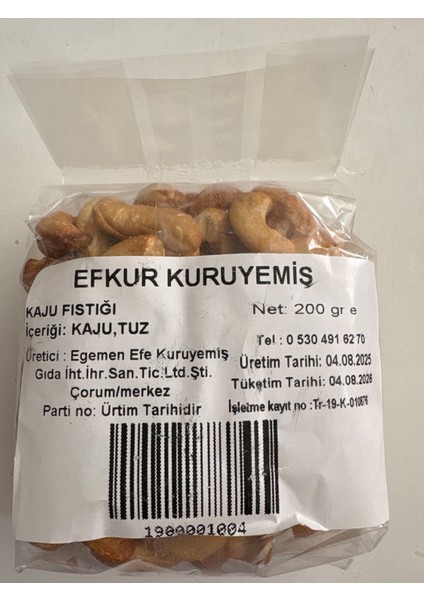 EFKUR KURUYEMİŞ
KAJU FISTIĞI
Net: 200 gr e
İçeriği: KAJU,TUZ
Tel : 0 530 491 62 70
Üretici : Egemen Efe Kuruyemiş
Gıda İht.İhr.San.Tic.Ltd.Şti.
Çorum/merkez
Üretim Tarihi: 04.08.2025
Tüketim Tarihi: 04.08.2026
Parti no: Ürtim Tarihidir
İşletme kayıt no :Tr-19-K-010876
1900001004